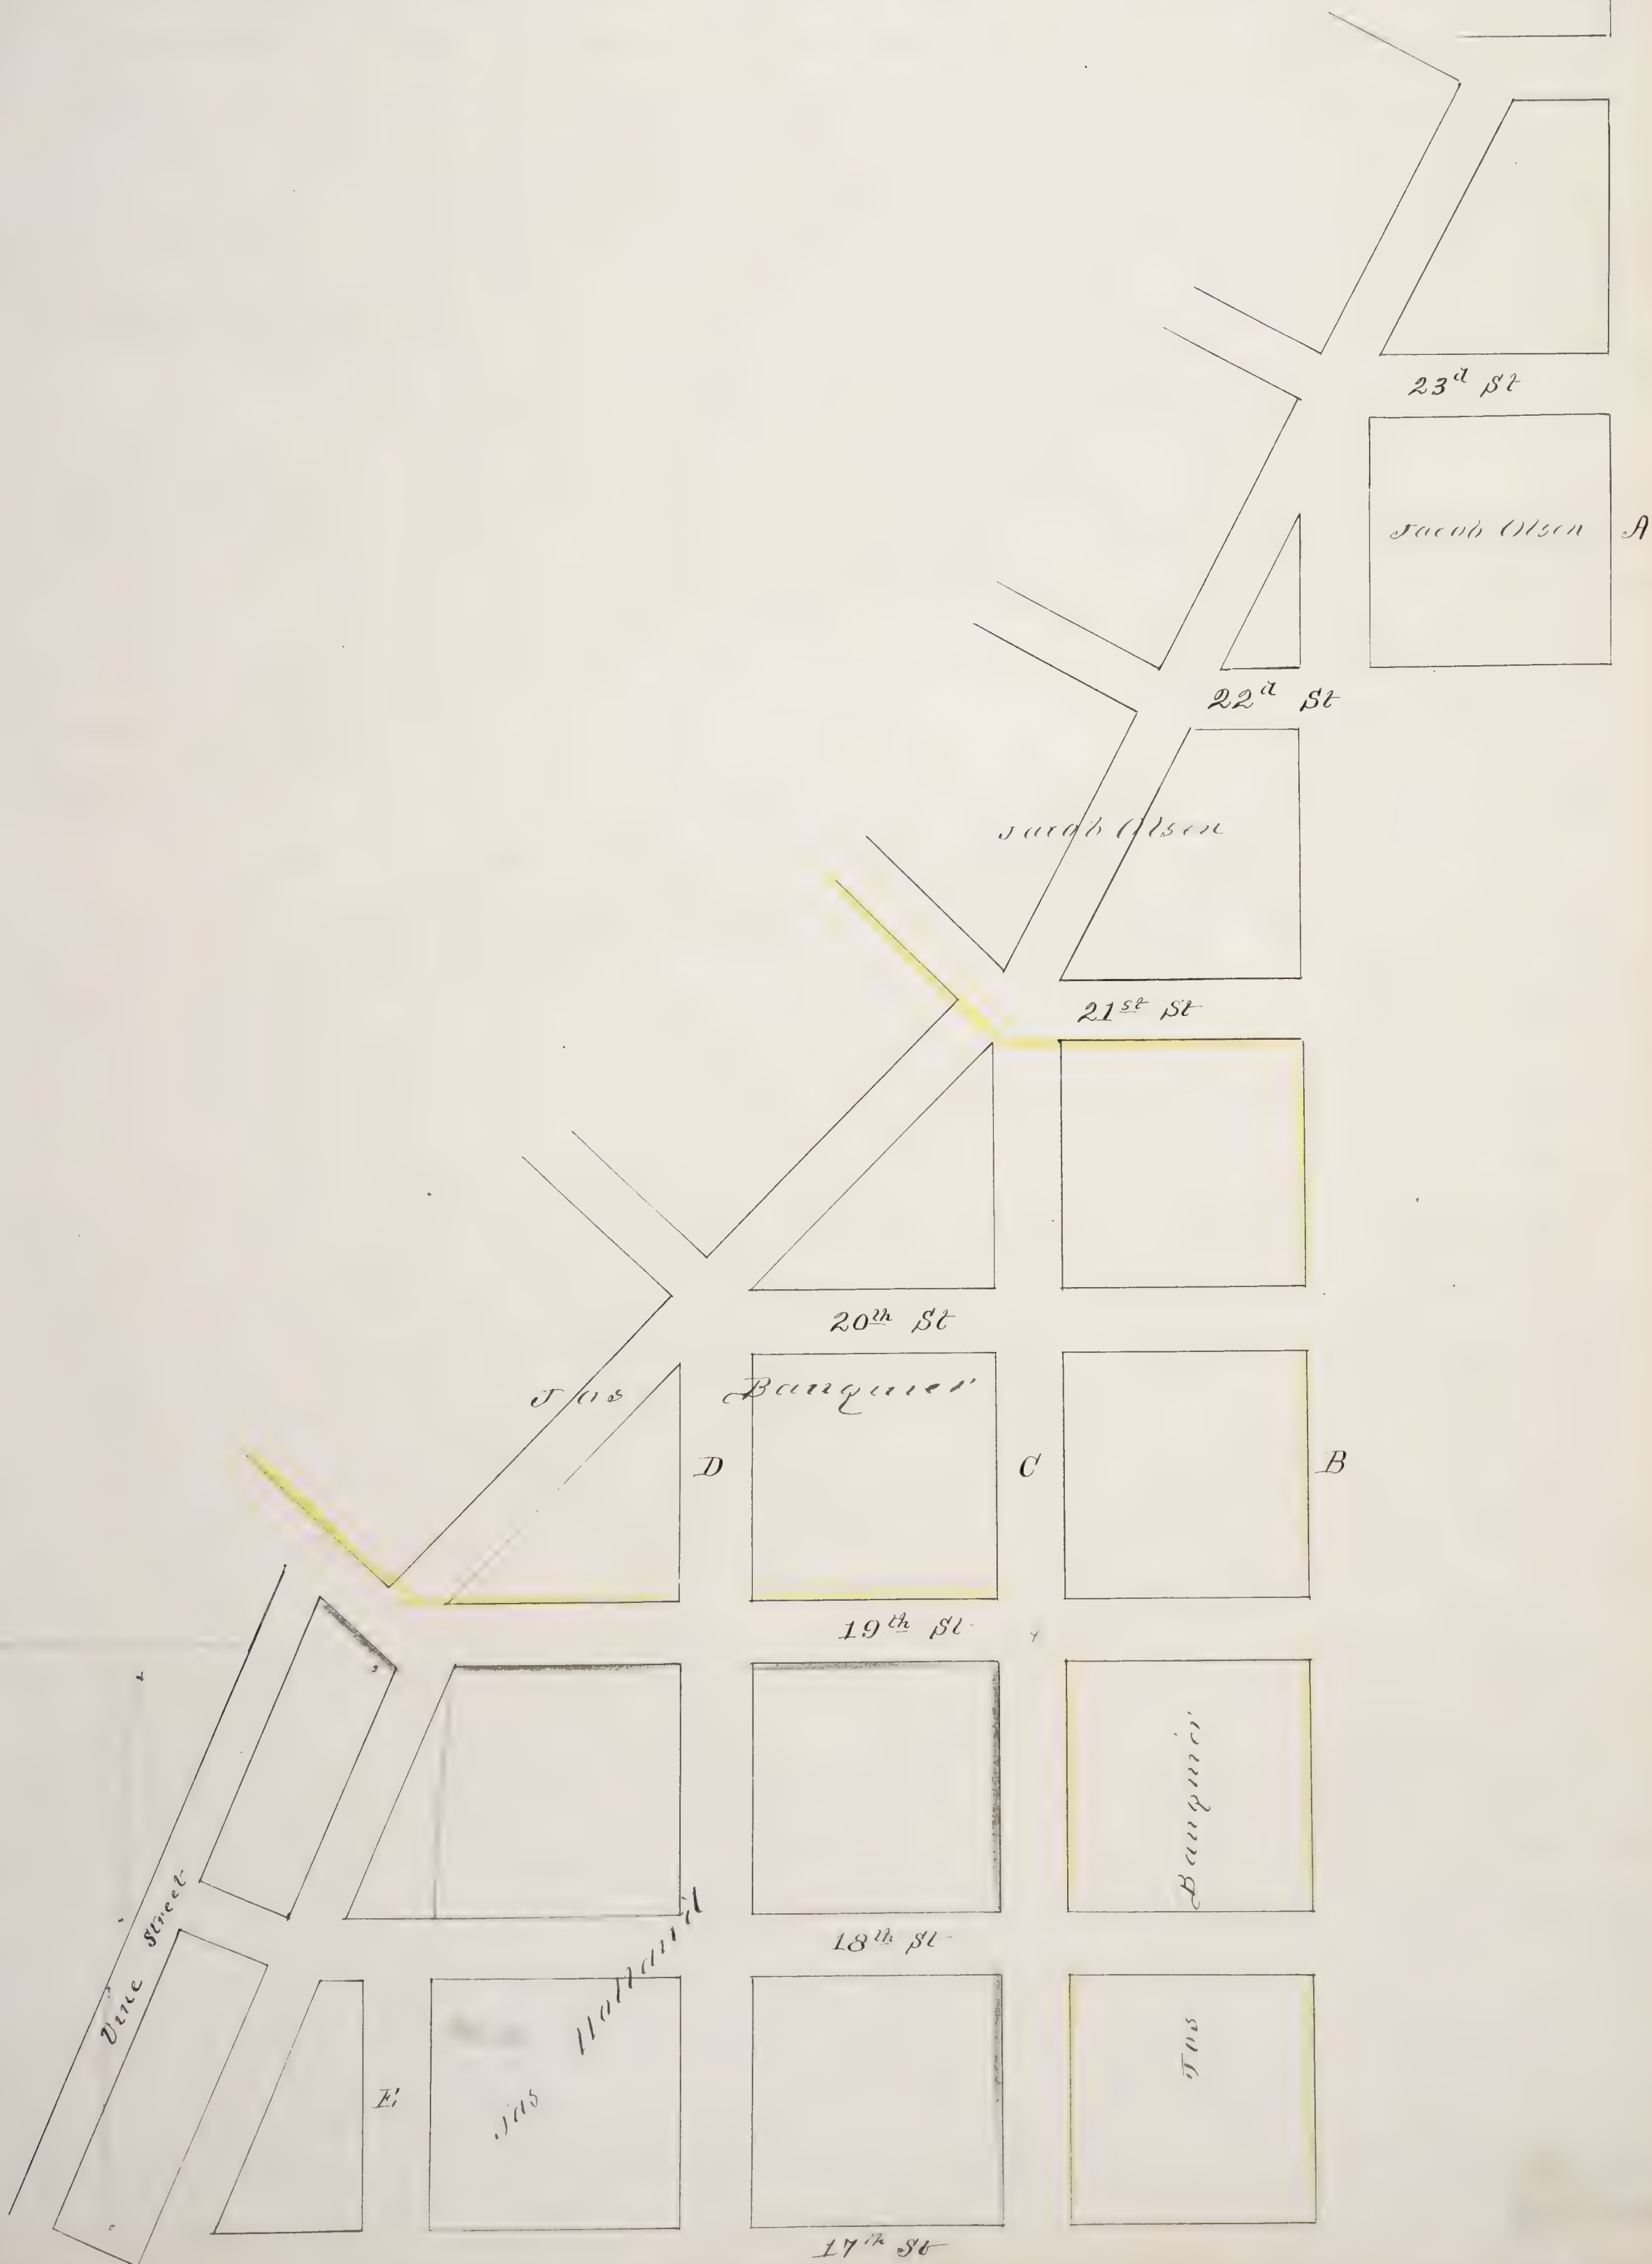 23d St
Jacob Olsen
A
22d St
Jacob Olsen
21st St
20th St
Jas Banquier
D
C
B
19th St
Banquier
Jas
Vine Street
18th St
Jas Holland
E
17th St